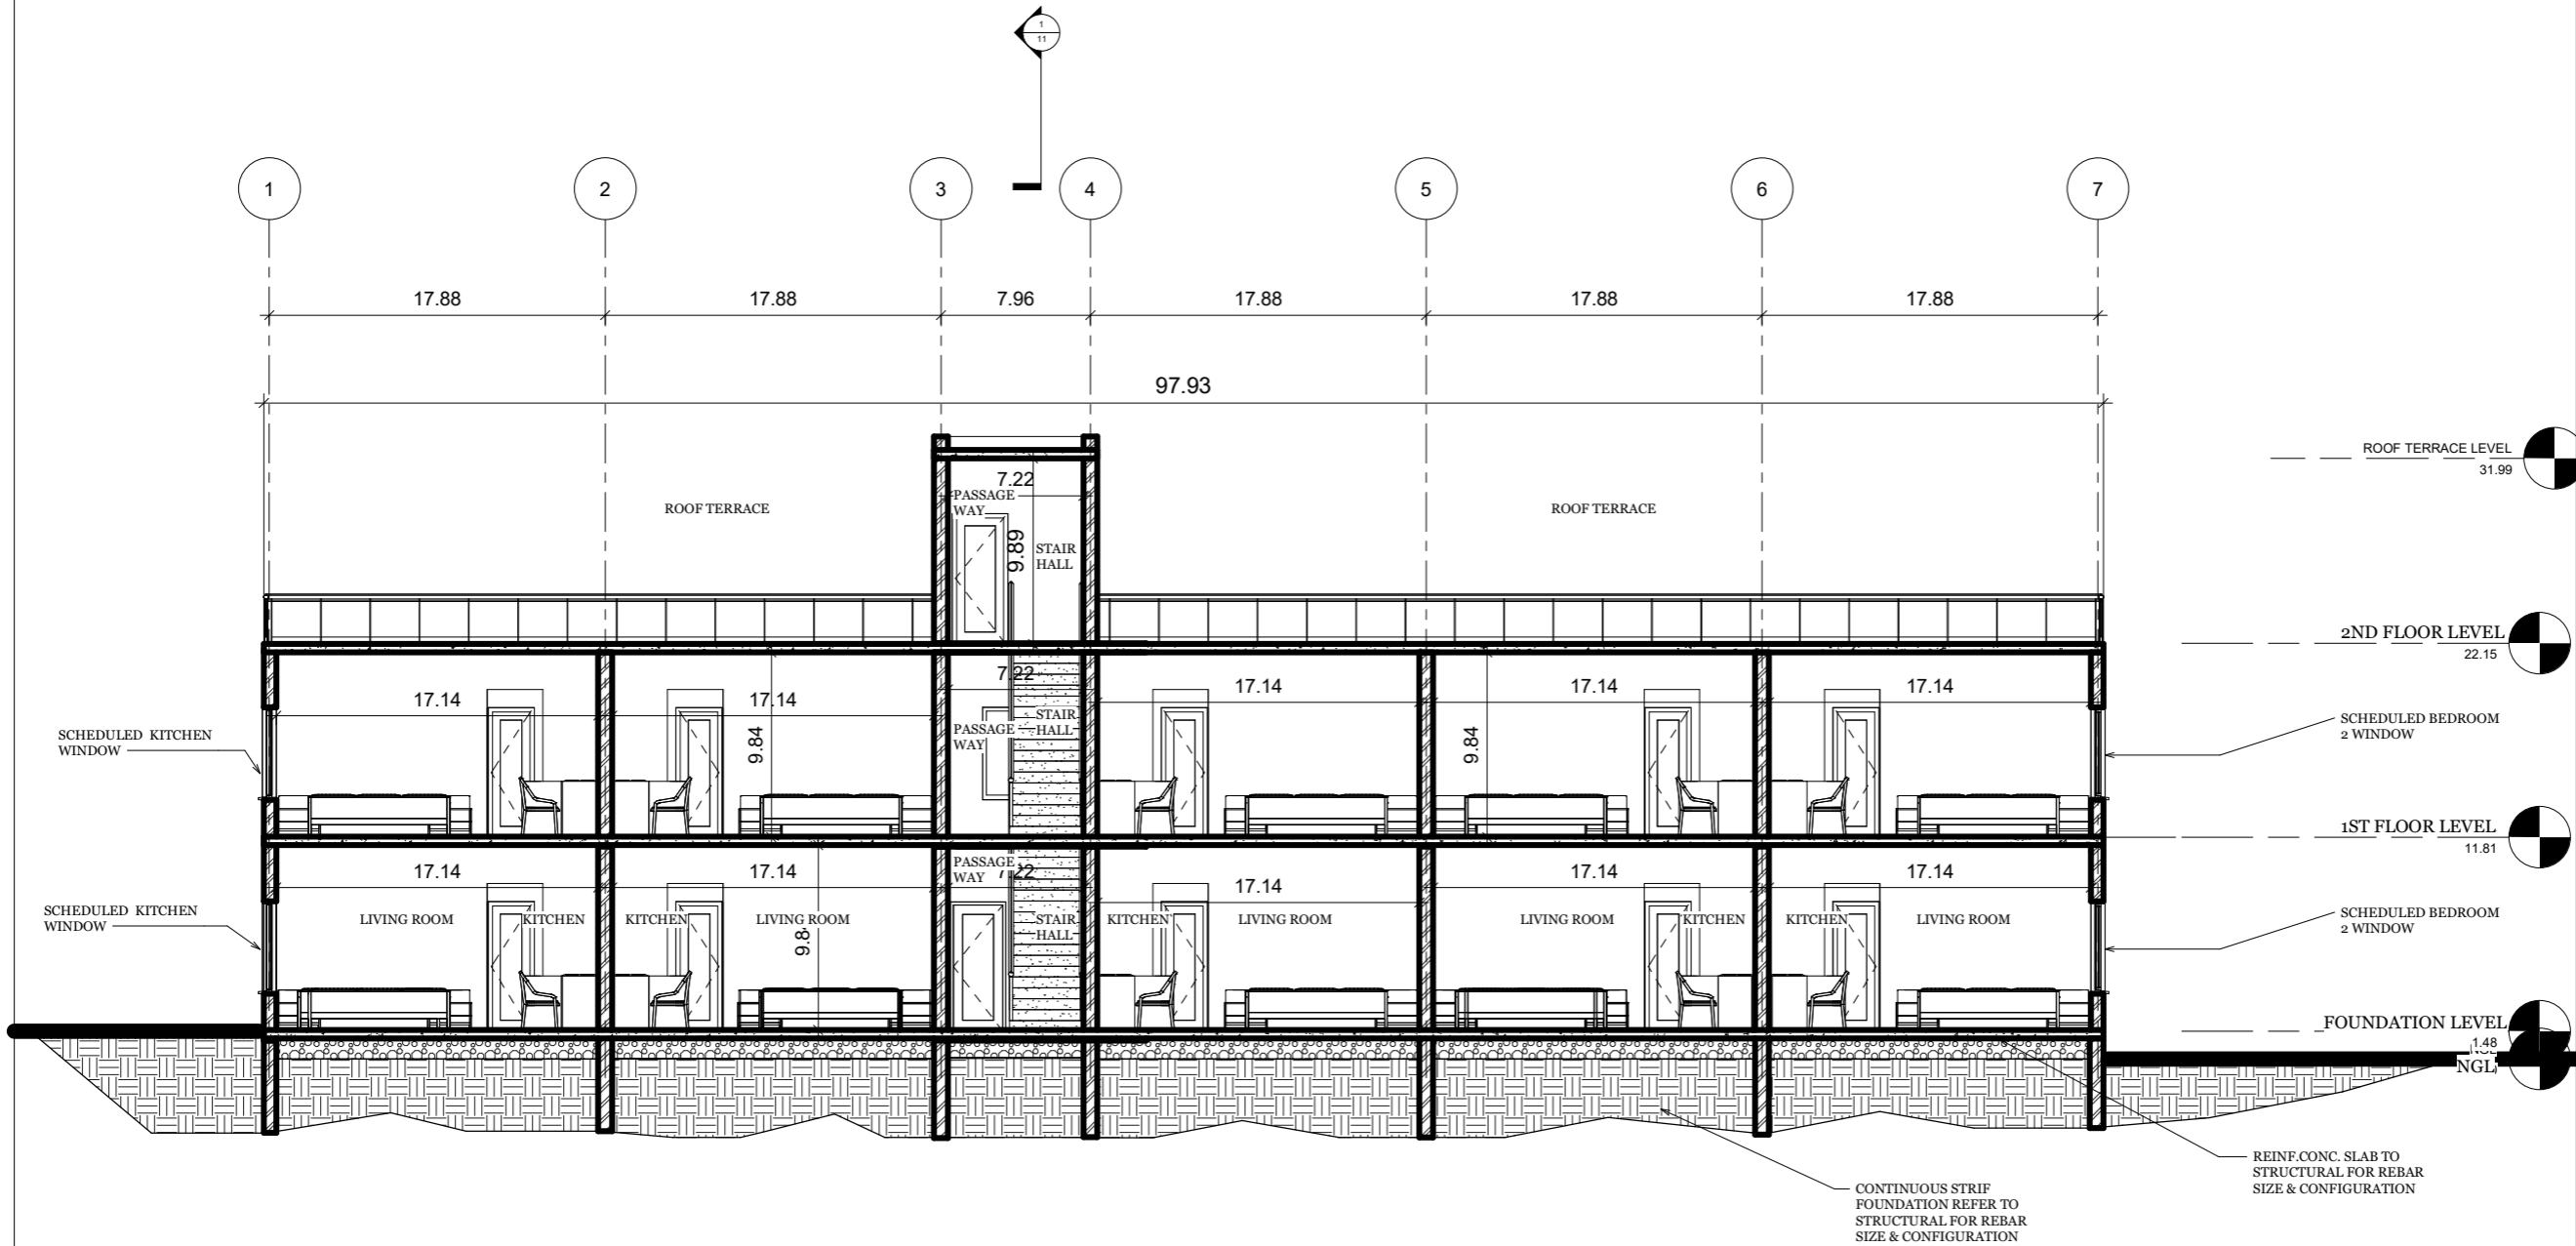 1
11
1
2
3
4
5
6
7
17.88
17.88
7.96
17.88
17.88
17.88
97.93
ROOF TERRACE LEVEL
31.99
7.22
PASSAGE
WAY
ROOF TERRACE
ROOF TERRACE
9.89
STAIR
HALL
2ND FLOOR LEVEL
22.15
7.22
17.14
17.14
17.14
17.14
17.14
SCHEDULED KITCHEN
WINDOW
9.84
PASSAGE
WAY
STAIR
HALL
9.84
SCHEDULED BEDROOM
2 WINDOW
1ST FLOOR LEVEL
11.81
PASSAGE
WAY
17.14
17.14
17.14
17.14
17.14
SCHEDULED KITCHEN
WINDOW
LIVING ROOM
KITCHEN
KITCHEN
LIVING ROOM
STAIR
HALL
KITCHEN
LIVING ROOM
LIVING ROOM
KITCHEN
KITCHEN
LIVING ROOM
SCHEDULED BEDROOM
2 WINDOW
FOUNDATION LEVEL
1.48
NGL
REINF.CONC. SLAB TO
STRUCTURAL FOR REBAR
SIZE & CONFIGURATION
CONTINUOUS STRIF
FOUNDATION REFER TO
STRUCTURAL FOR REBAR
SIZE & CONFIGURATION